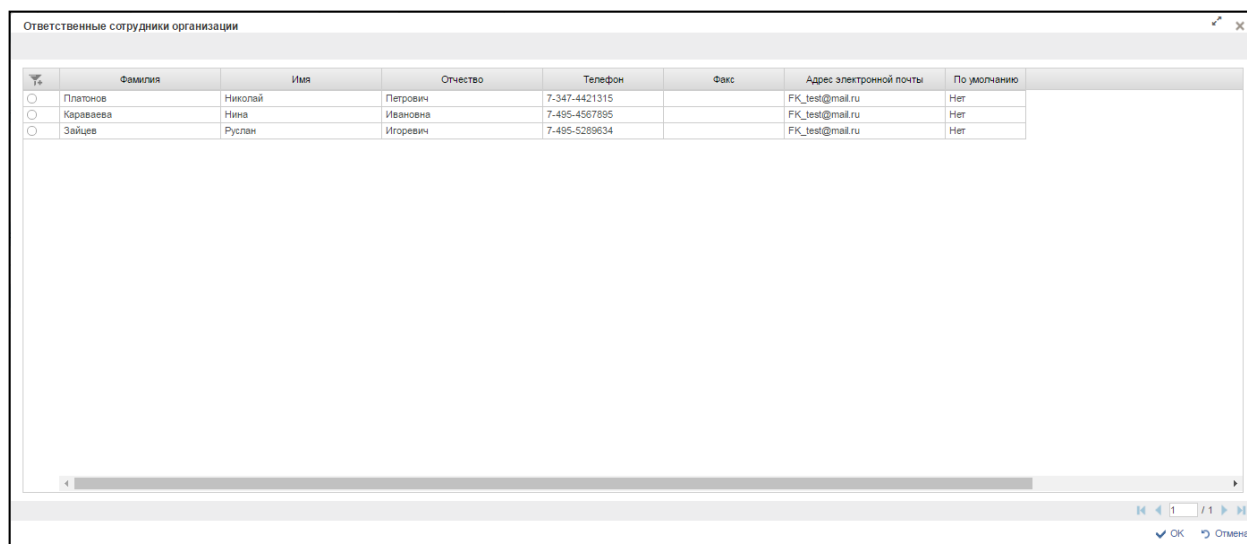 Ответственные сотрудники организации
Фамилия Имя Отчество Телефон Факс Адрес электронной почты По умолчанию
Платонов Николай Петрович 7-347-4421315 FK_test@mail.ru Нет
Караваева Нина Ивановна 7-495-4567895 FK_test@mail.ru Нет
Зайцев Руслан Игоревич 7-495-5289634 FK_test@mail.ru Нет
1 / 1
OK Отмена